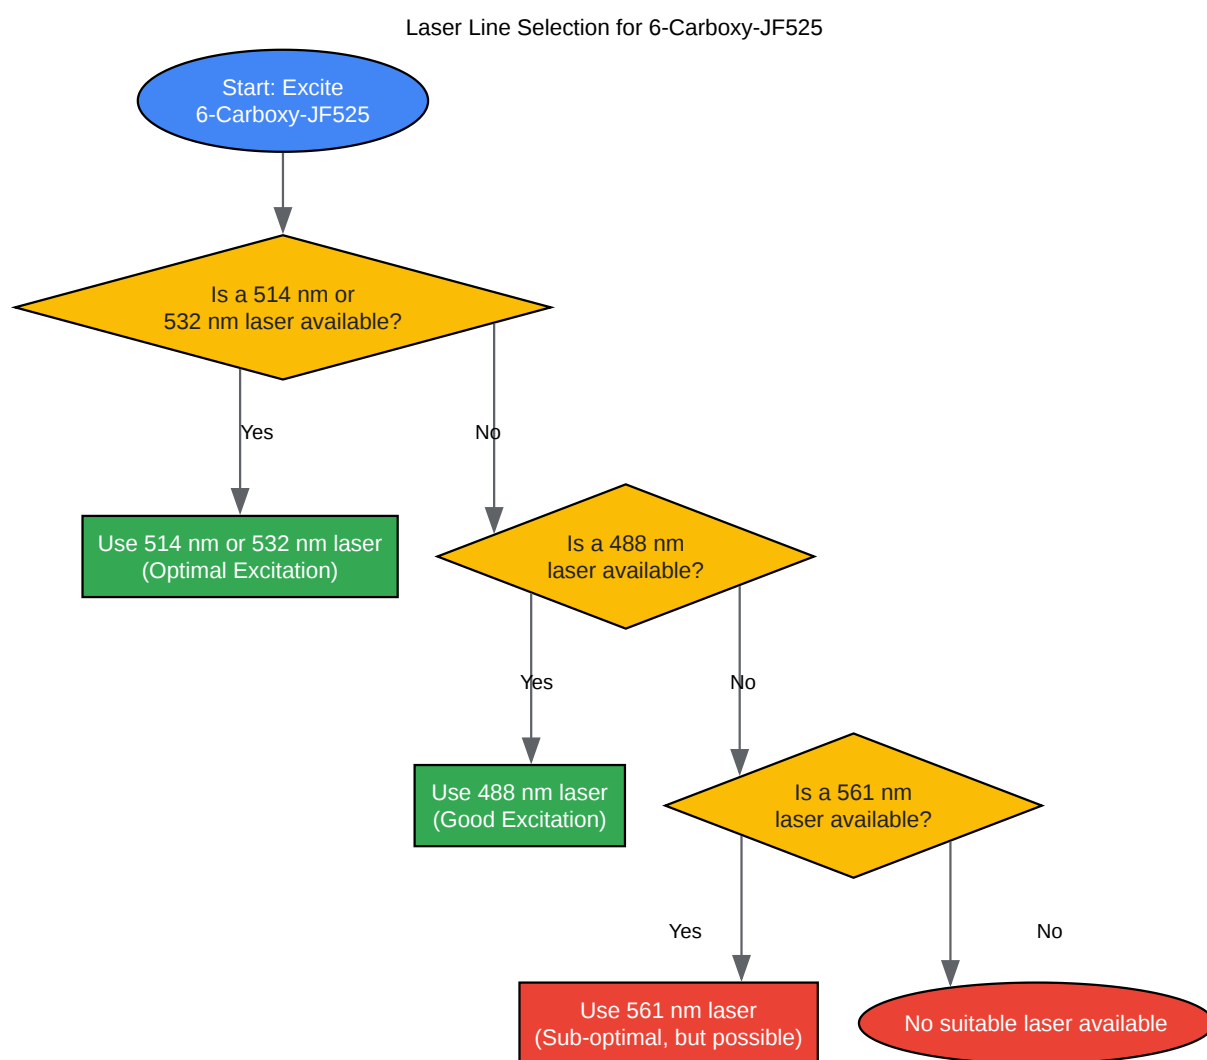 Laser Line Selection for 6-Carboxy-JF525
Start: Excite
6-Carboxy-JF525
Is a 514 nm or
532 nm laser available?
Yes
No
Use 514 nm or 532 nm laser
(Optimal Excitation)
Is a 488 nm
laser available?
Yes
No
Use 488 nm laser
(Good Excitation)
Is a 561 nm
laser available?
Yes
No
Use 561 nm laser
(Sub-optimal, but possible)
No suitable laser available